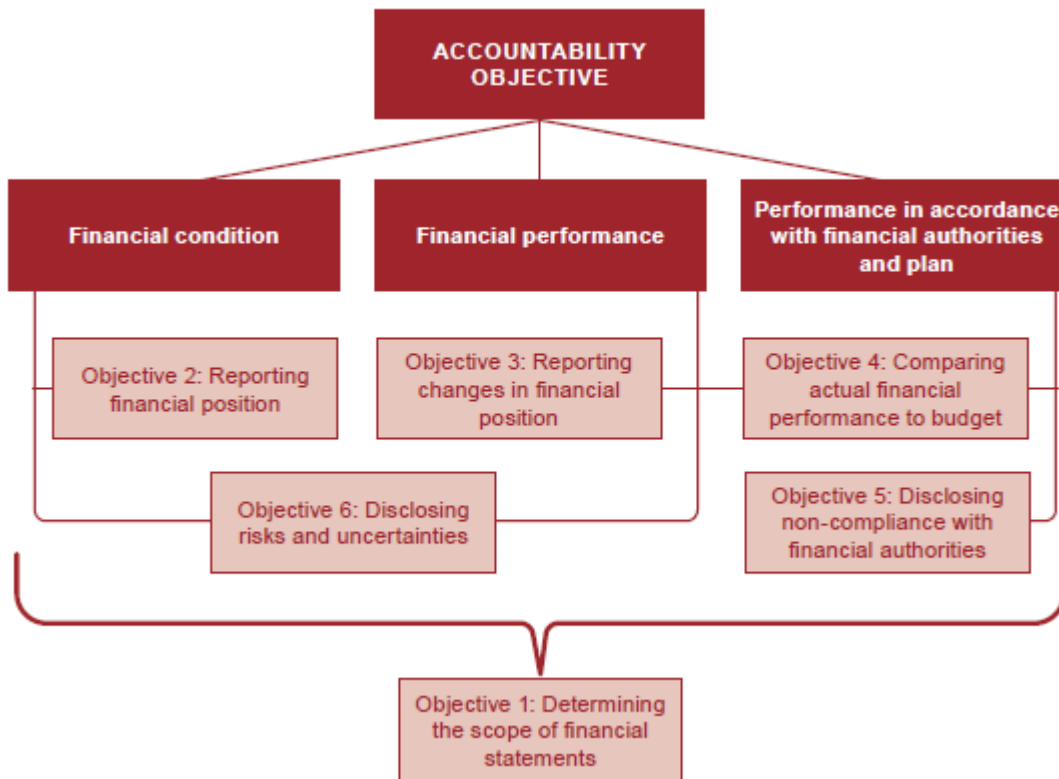 ACCOUNTABILITY
OBJECTIVE
Financial condition
Financial performance
Performance in accordance
with financial authorities
and plan
Objective 2: Reporting
financial position
Objective 3: Reporting
changes in financial
position
Objective 4: Comparing
actual financial
performance to budget
Objective 6: Disclosing
risks and uncertainties
Objective 5: Disclosing
non-compliance with
financial authorities
Objective 1: Determining
the scope of financial
statements